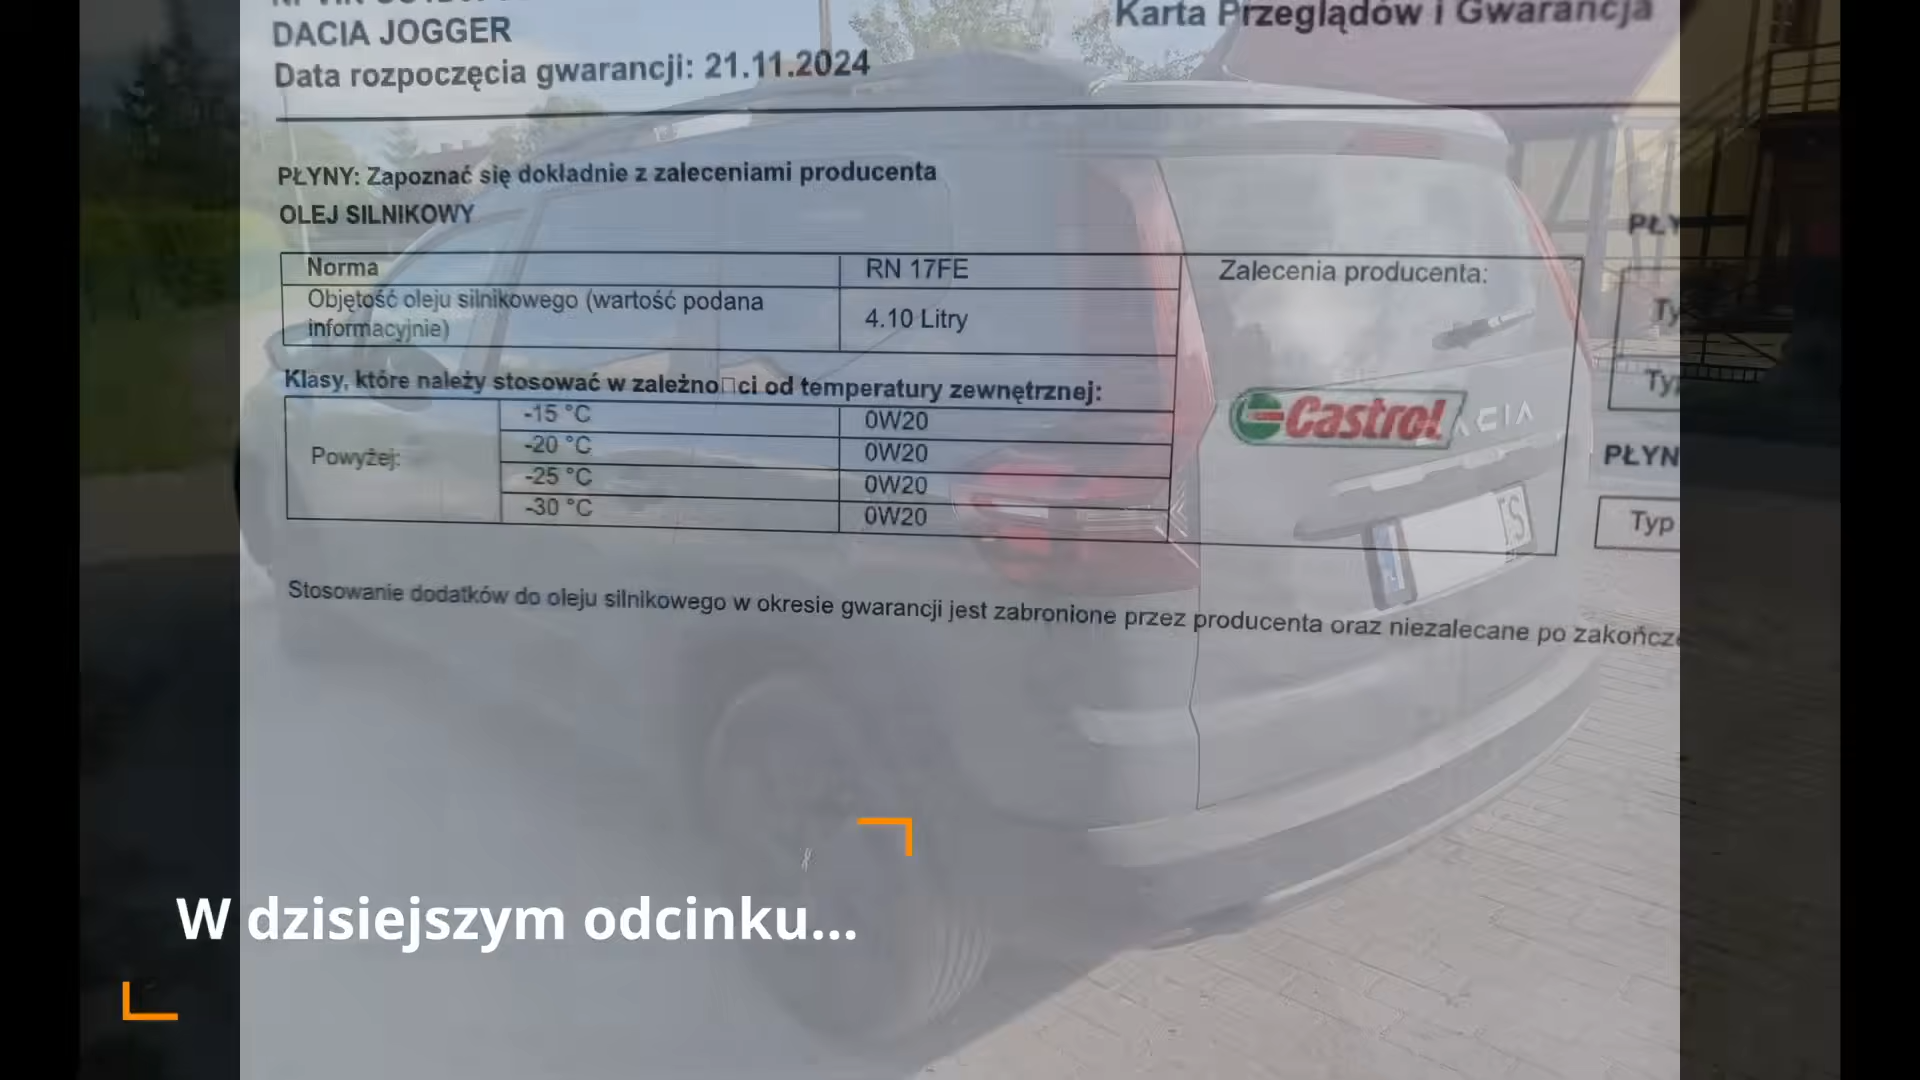 DACIA JOGGER
Data rozpoczęcia gwarancji: 21.11.2024
Karta Przeglądów i Gwarancja
PŁYNY: Zapoznać się dokładnie z zaleceniami producenta
OLEJ SILNIKOWY
Norma RN 17FE
Objętość oleju silnikowego (wartość podana
informacyjnie) 4.10 Litry
Zalecenia producenta:
Castrol
Klasy, które należy stosować w zależno□ci od temperatury zewnętrznej:
Powyżej:
-15 °C 0W20
-20 °C 0W20
-25 °C 0W20
-30 °C 0W20
Stosowanie dodatków do oleju silnikowego w okresie gwarancji jest zabronione przez producenta oraz niezalecane po
PŁYN
Typ
W dzisiejszym odcinku...